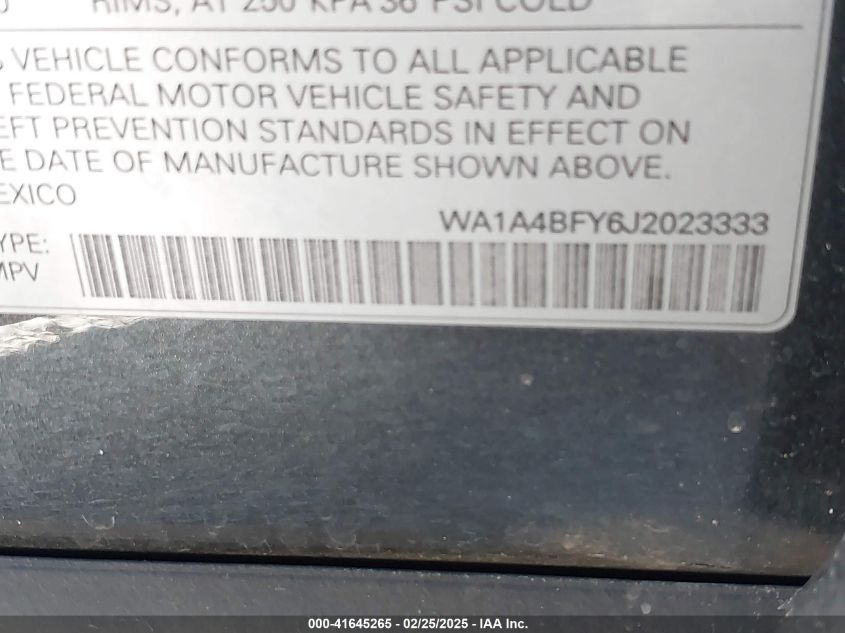 RIMS, AT 250 KPA 36 PSI COLD
VEHICLE CONFORMS TO ALL APPLICABLE
FEDERAL MOTOR VEHICLE SAFETY AND
EFT PREVENTION STANDARDS IN EFFECT ON
E DATE OF MANUFACTURE SHOWN ABOVE.
EXICO
WA1A4BFY6J2023333
YPE:
MPV
000-41645265 - 02/25/2025 - IAA Inc.